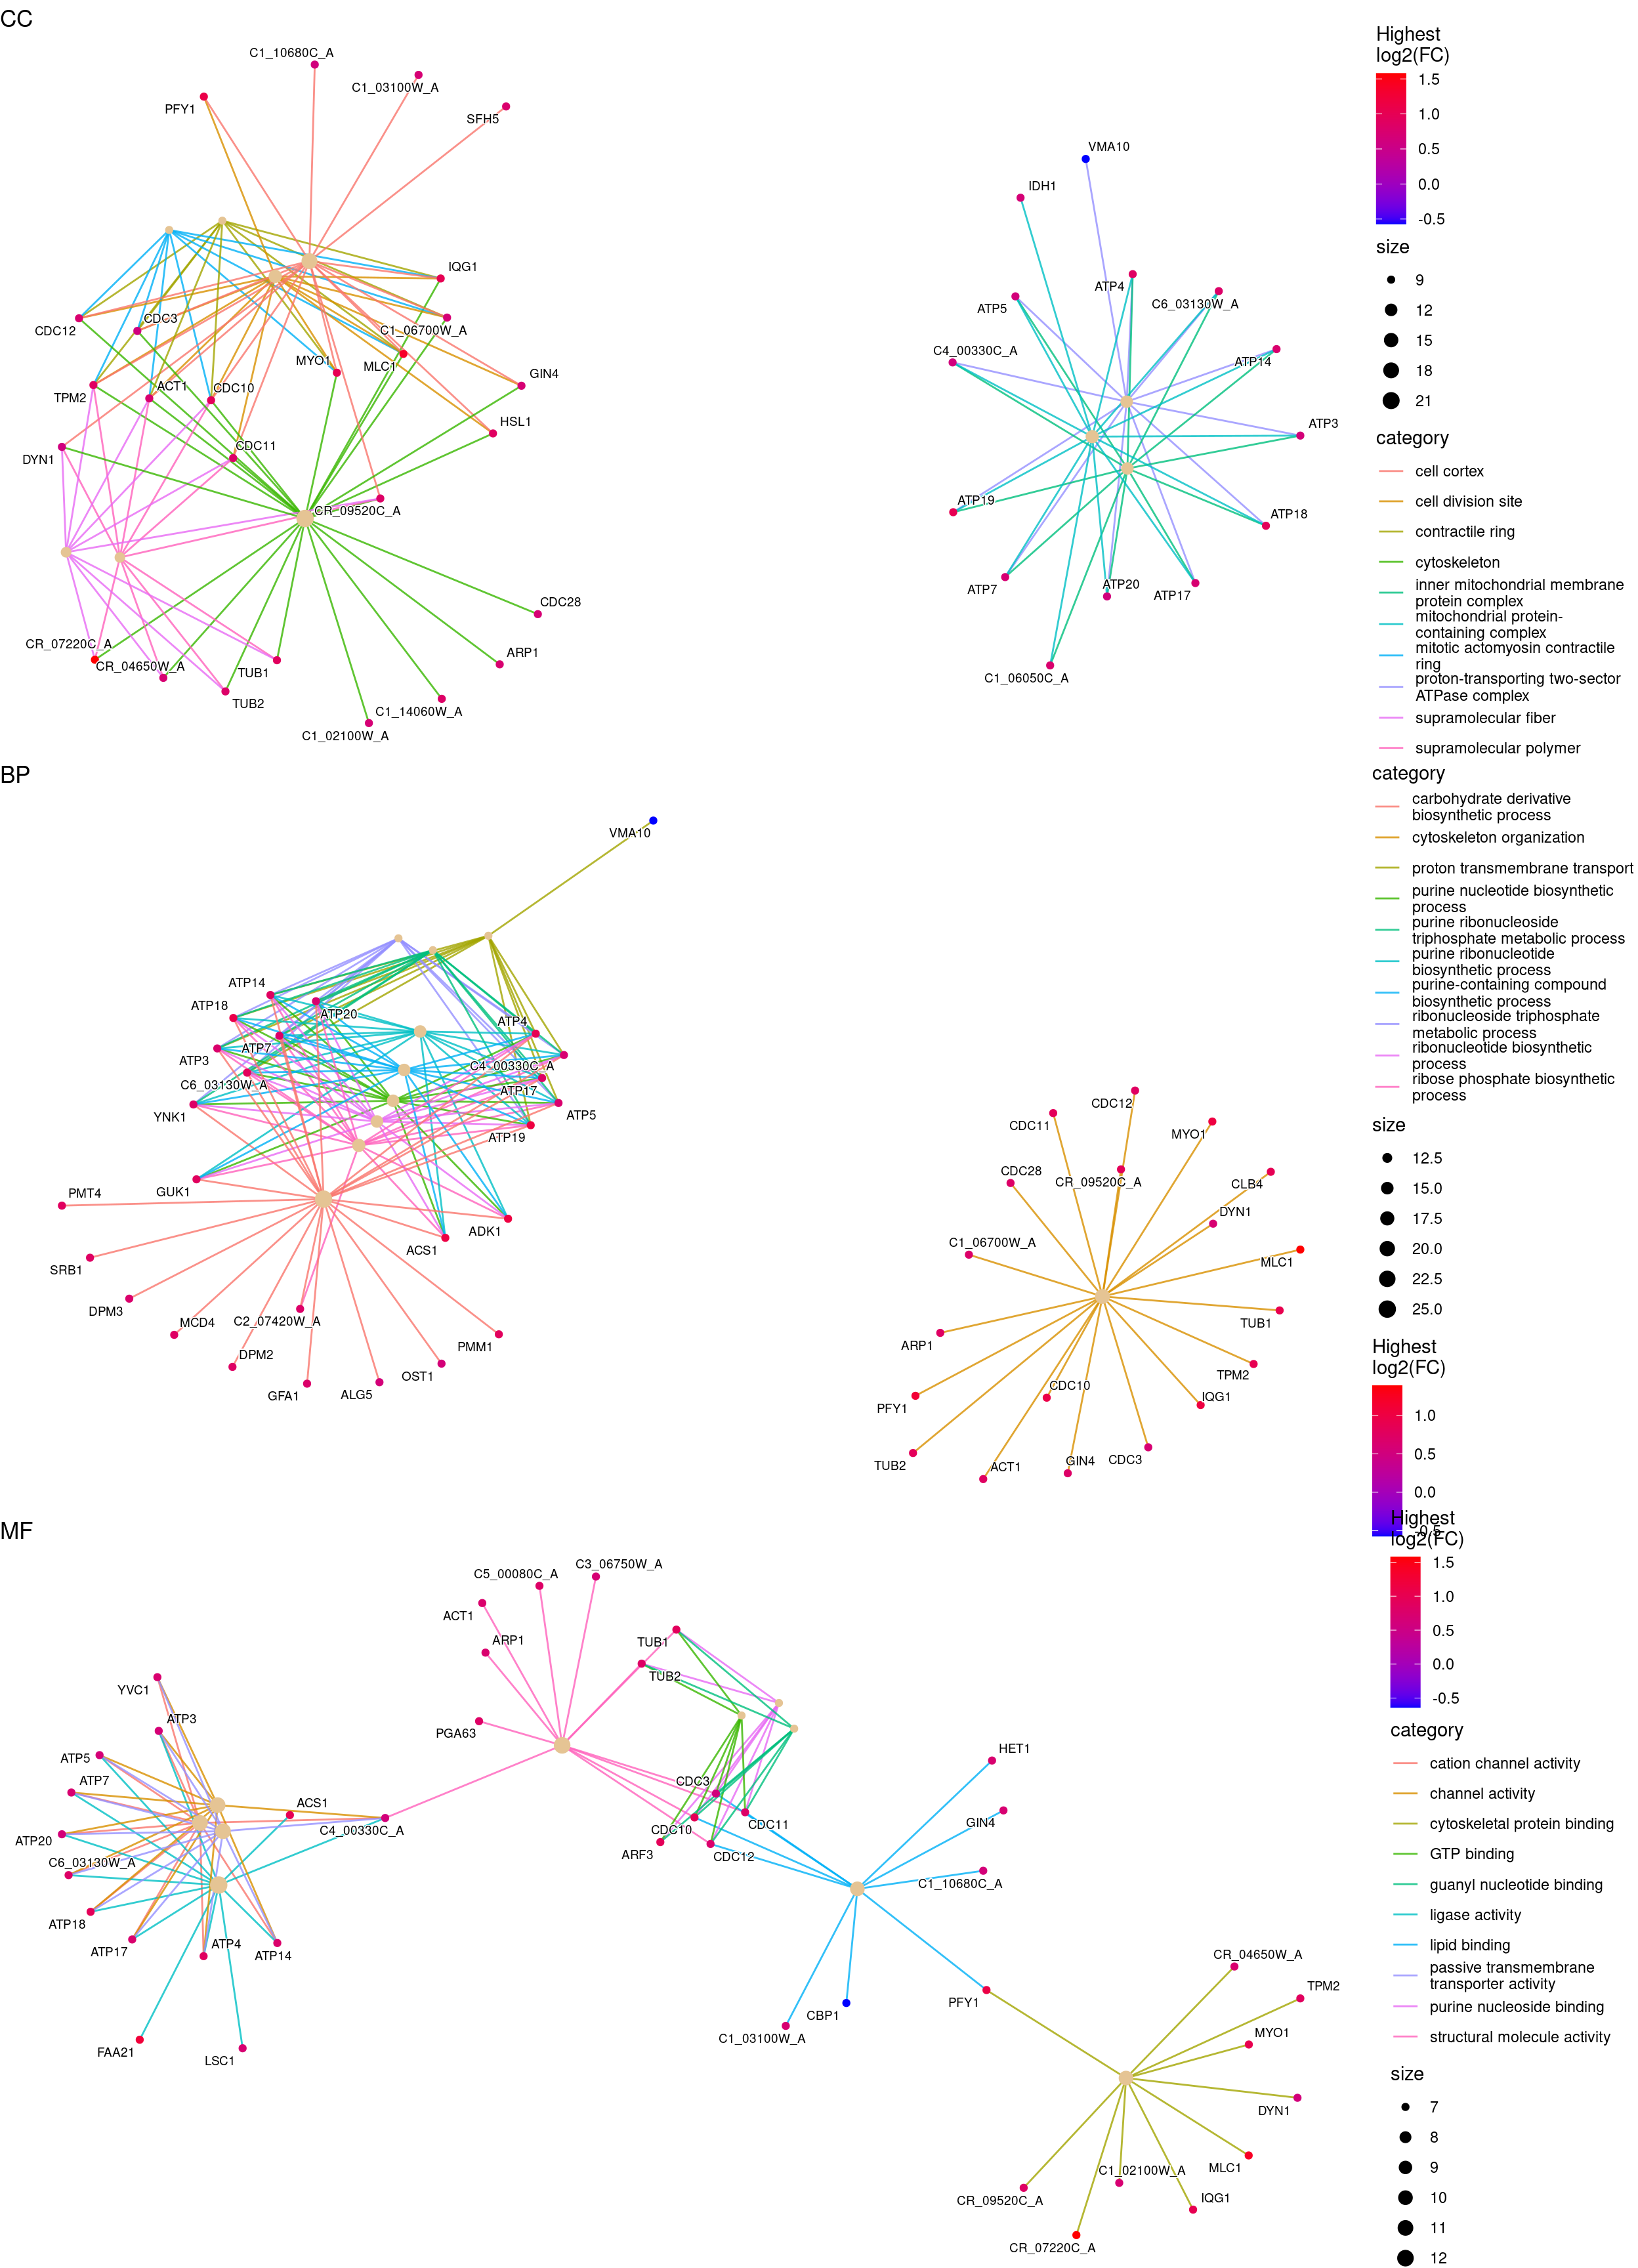 CC
C1_10680C_A
C1_03100W_A
PFY1
SFH5
IQG1
CDC12
CDC3
C1_06700W_A
MYO1
MLC1
GIN4
TPM2
ACT1
CDC10
HSL1
DYN1
CDC11
CR_09520C_A
CDC28
CR_07220C_A
CR_04650W_A
TUB1
ARP1
TUB2
C1_14060W_A
C1_02100W_A
VMA10
IDH1
ATP4
C6_03130W_A
ATP5
C4_00330C_A
ATP14
ATP3
ATP19
ATP18
ATP7
ATP20
ATP17
C1_06050C_A
Highest
log2(FC)
1.5
1.0
0.5
0.0
-0.5
size
9
12
15
18
21
category
cell cortex
cell division site
contractile ring
cytoskeleton
inner mitochondrial membrane
protein complex
mitochondrial protein-
containing complex
mitotic actomyosin contractile
ring
proton-transporting two-sector
ATPase complex
supramolecular fiber
supramolecular polymer
BP
VMA10
ATP14
ATP18
ATP20
ATP4
ATP3
ATP7
C4_00330C_A
C6_03130W_A
ATP17
YNK1
ATP5
ATP19
GUK1
PMT4
ADK1
ACS1
SRB1
DPM3
MCD4
C2_07420W_A
PMM1
DPM2
OST1
GFA1
ALG5
CDC12
CDC11
MYO1
CDC28
CR_09520C_A
CLB4
DYN1
C1_06700W_A
MLC1
TUB1
ARP1
TPM2
CDC10
IQG1
PFY1
TUB2
ACT1
GIN4
CDC3
category
carbohydrate derivative
biosynthetic process
cytoskeleton organization
proton transmembrane transport
purine nucleotide biosynthetic
process
purine ribonucleoside
triphosphate metabolic process
purine ribonucleotide
biosynthetic process
purine-containing compound
biosynthetic process
ribonucleoside triphosphate
metabolic process
ribonucleotide biosynthetic
process
ribose phosphate biosynthetic
process
size
12.5
15.0
17.5
20.0
22.5
25.0
Highest
log2(FC)
1.0
0.5
0.0
-0.5
MF
C3_06750W_A
C5_00080C_A
ACT1
ARP1
TUB1
TUB2
YVC1
ATP3
PGA63
ATP5
ATP7
HET1
CDC3
ACS1
C4_00330C_A
CDC10
CDC11
GIN4
ATP20
ARF3
CDC12
C6_03130W_A
C1_10680C_A
ATP18
ATP17
ATP4
ATP14
CR_04650W_A
TPM2
PFY1
CBP1
MYO1
C1_03100W_A
FAA21
LSC1
DYN1
MLC1
C1_02100W_A
CR_09520C_A
IQG1
CR_07220C_A
Highest
log2(FC)
1.5
1.0
0.5
0.0
-0.5
category
cation channel activity
channel activity
cytoskeletal protein binding
GTP binding
guanyl nucleotide binding
ligase activity
lipid binding
passive transmembrane
transporter activity
purine nucleoside binding
structural molecule activity
size
7
8
9
10
11
12